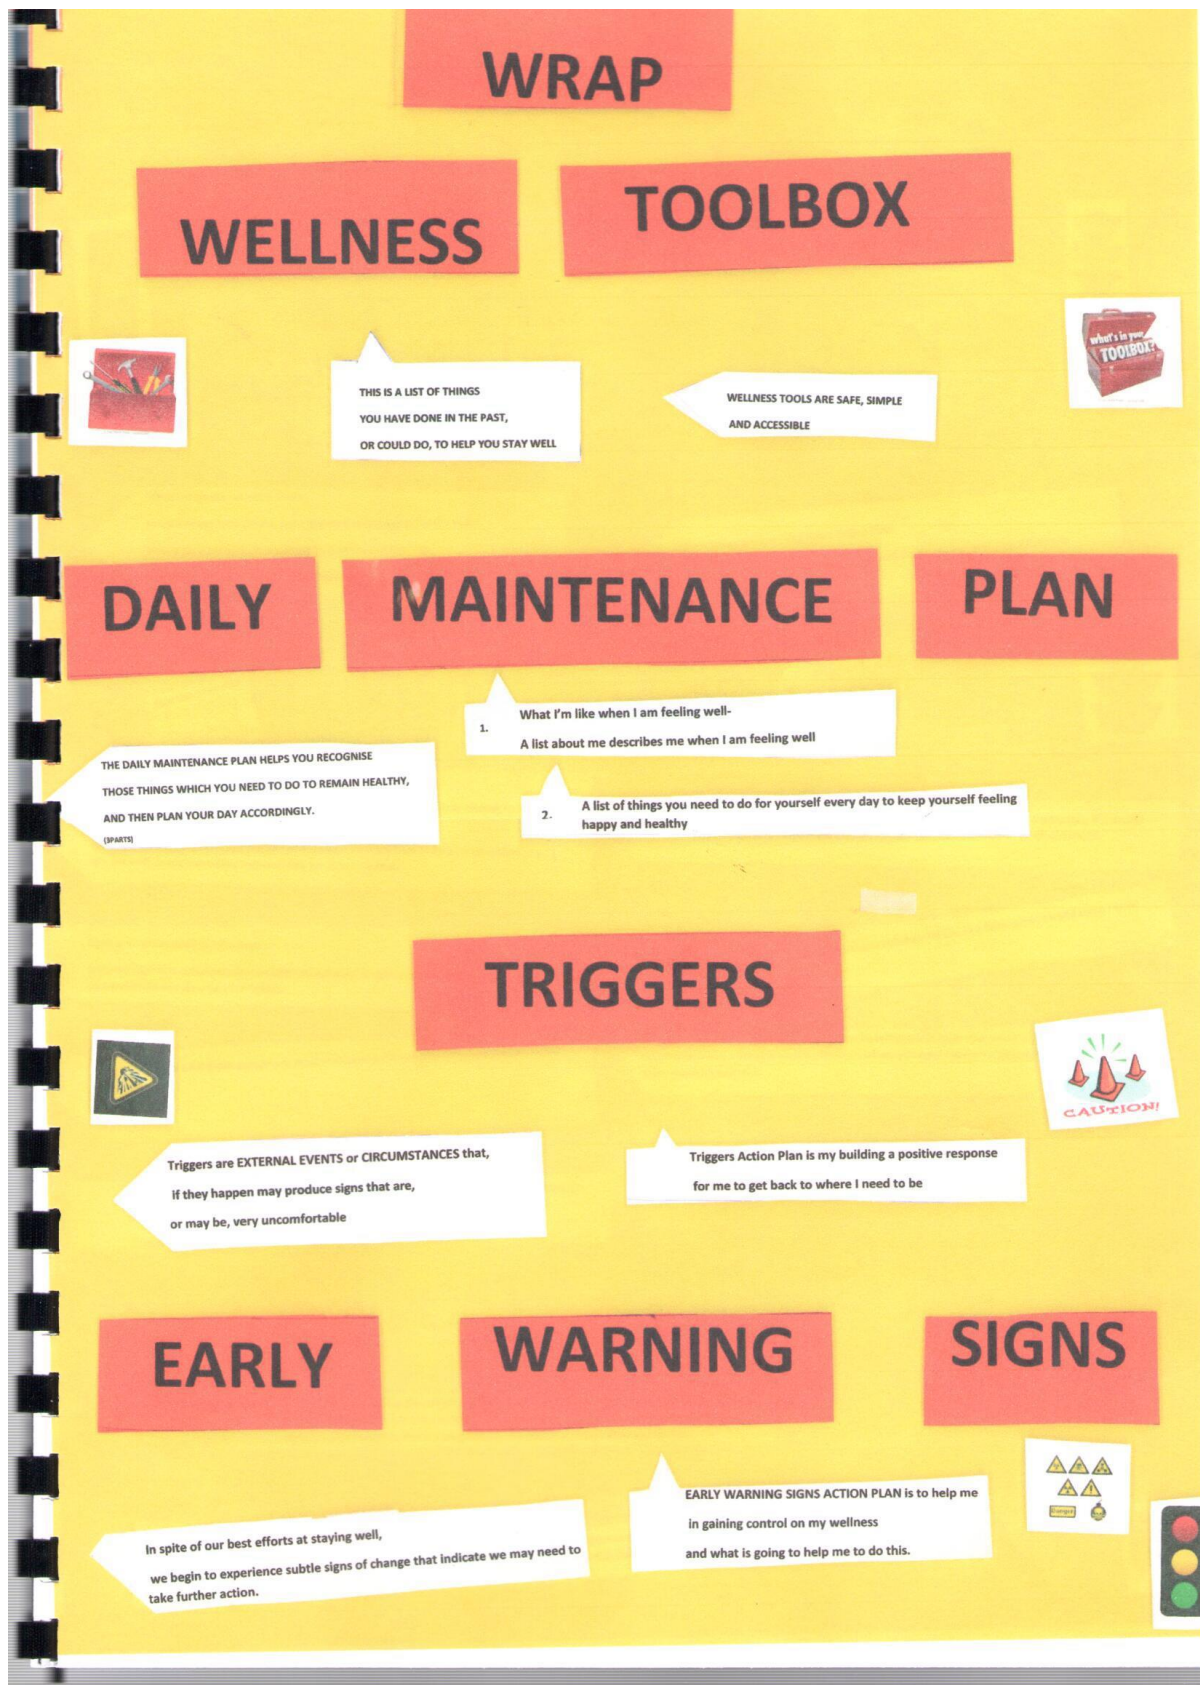 WRAP
WELLNESS TOOLBOX
what's in your
TOOLBOX?
THIS IS A LIST OF THINGS
YOU HAVE DONE IN THE PAST,
OR COULD DO, TO HELP YOU STAY WELL
WELLNESS TOOLS ARE SAFE, SIMPLE
AND ACCESSIBLE
DAILY MAINTENANCE PLAN
1. What I'm like when I am feeling well-
A list about me describes me when I am feeling well
THE DAILY MAINTENANCE PLAN HELPS YOU RECOGNISE
THOSE THINGS WHICH YOU NEED TO DO TO REMAIN HEALTHY,
AND THEN PLAN YOUR DAY ACCORDINGLY.
(3PARTS)
2. A list of things you need to do for yourself every day to keep yourself feeling
happy and healthy
TRIGGERS
CAUTION!
Triggers are EXTERNAL EVENTS or CIRCUMSTANCES that,
if they happen may produce signs that are,
or may be, very uncomfortable
Triggers Action Plan is my building a positive response
for me to get back to where I need to be
EARLY WARNING SIGNS
In spite of our best efforts at staying well,
we begin to experience subtle signs of change that indicate we may need to
take further action.
EARLY WARNING SIGNS ACTION PLAN is to help me
in gaining control on my wellness
and what is going to help me to do this.